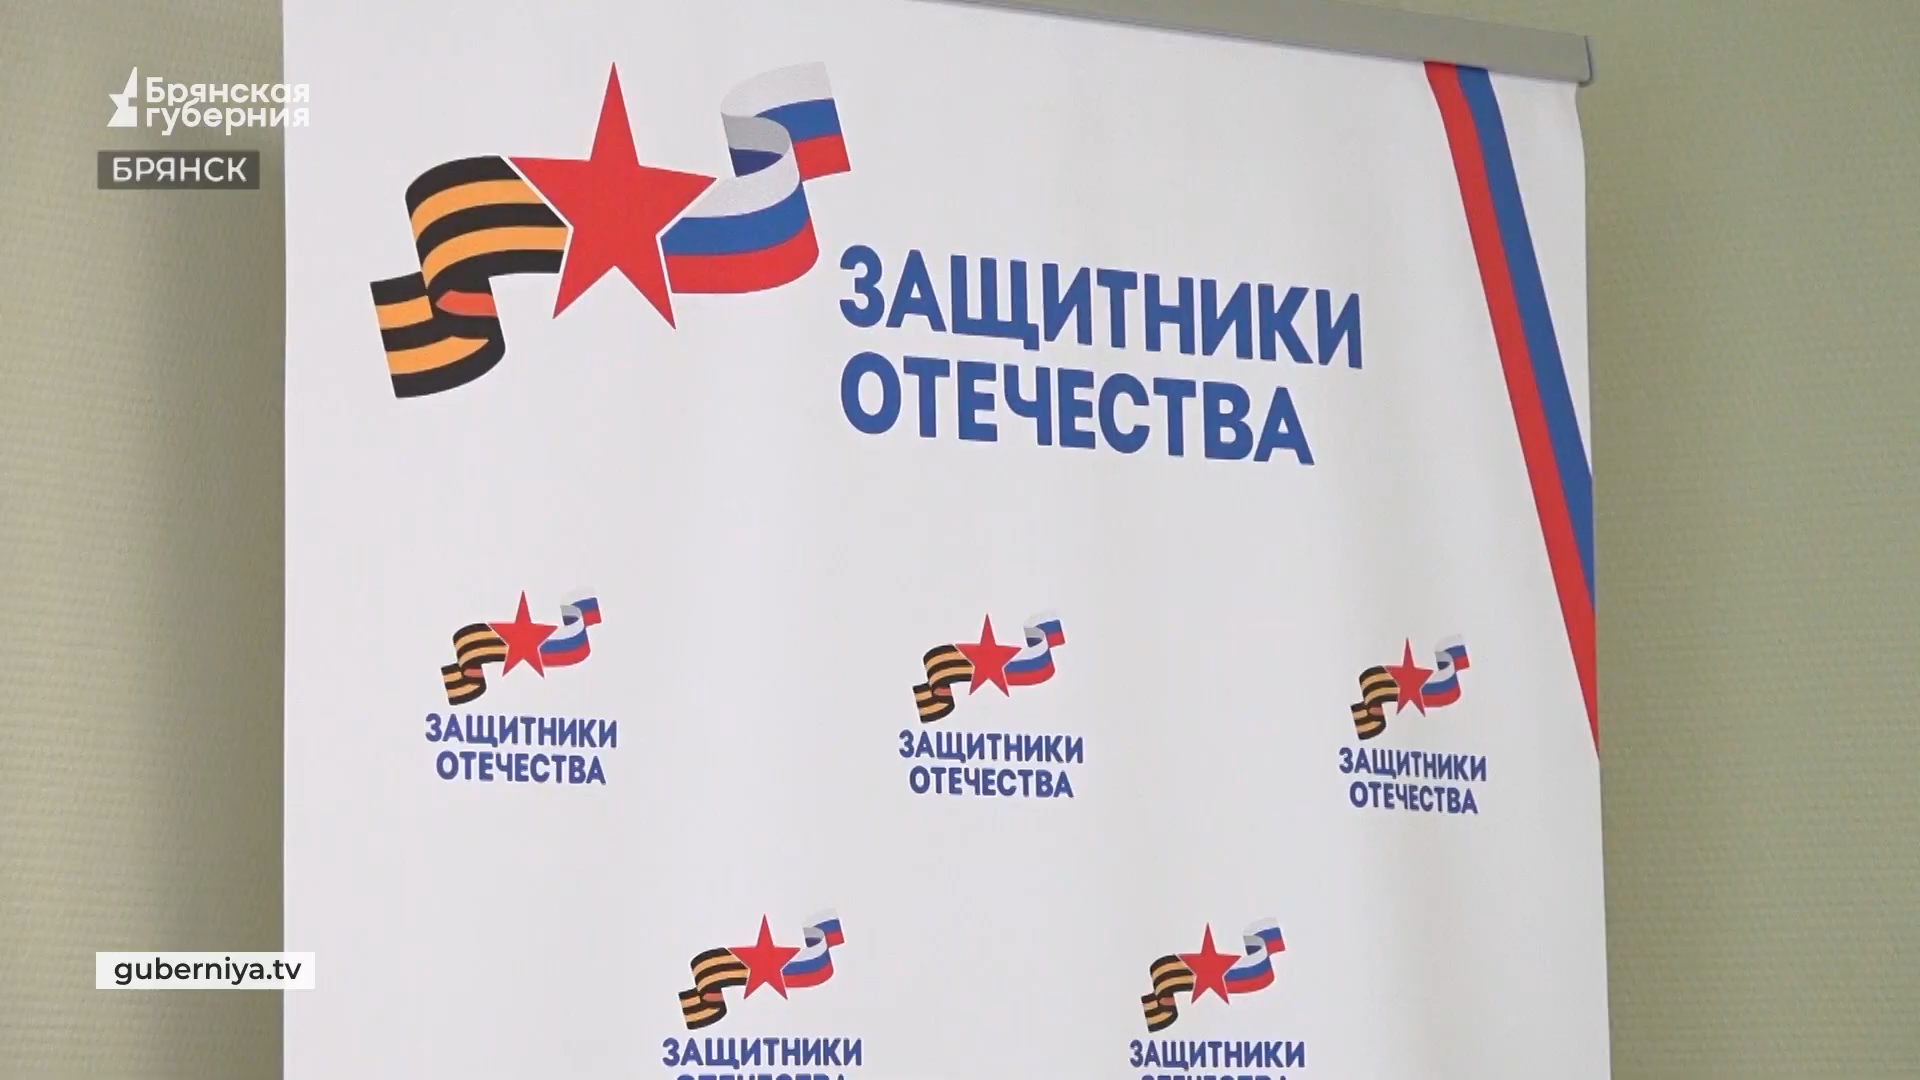 Брянская
губерния
БРЯНСК
ЗАЩИТНИКИ
ОТЕЧЕСТВА
ЗАЩИТНИКИ
ОТЕЧЕСТВА
ЗАЩИТНИКИ
ОТЕЧЕСТВА
ЗАЩИТНИКИ
ОТЕЧЕСТВА
guberniya.tv
ЗАЩИТНИКИ
ЗАЩИТНИКИ